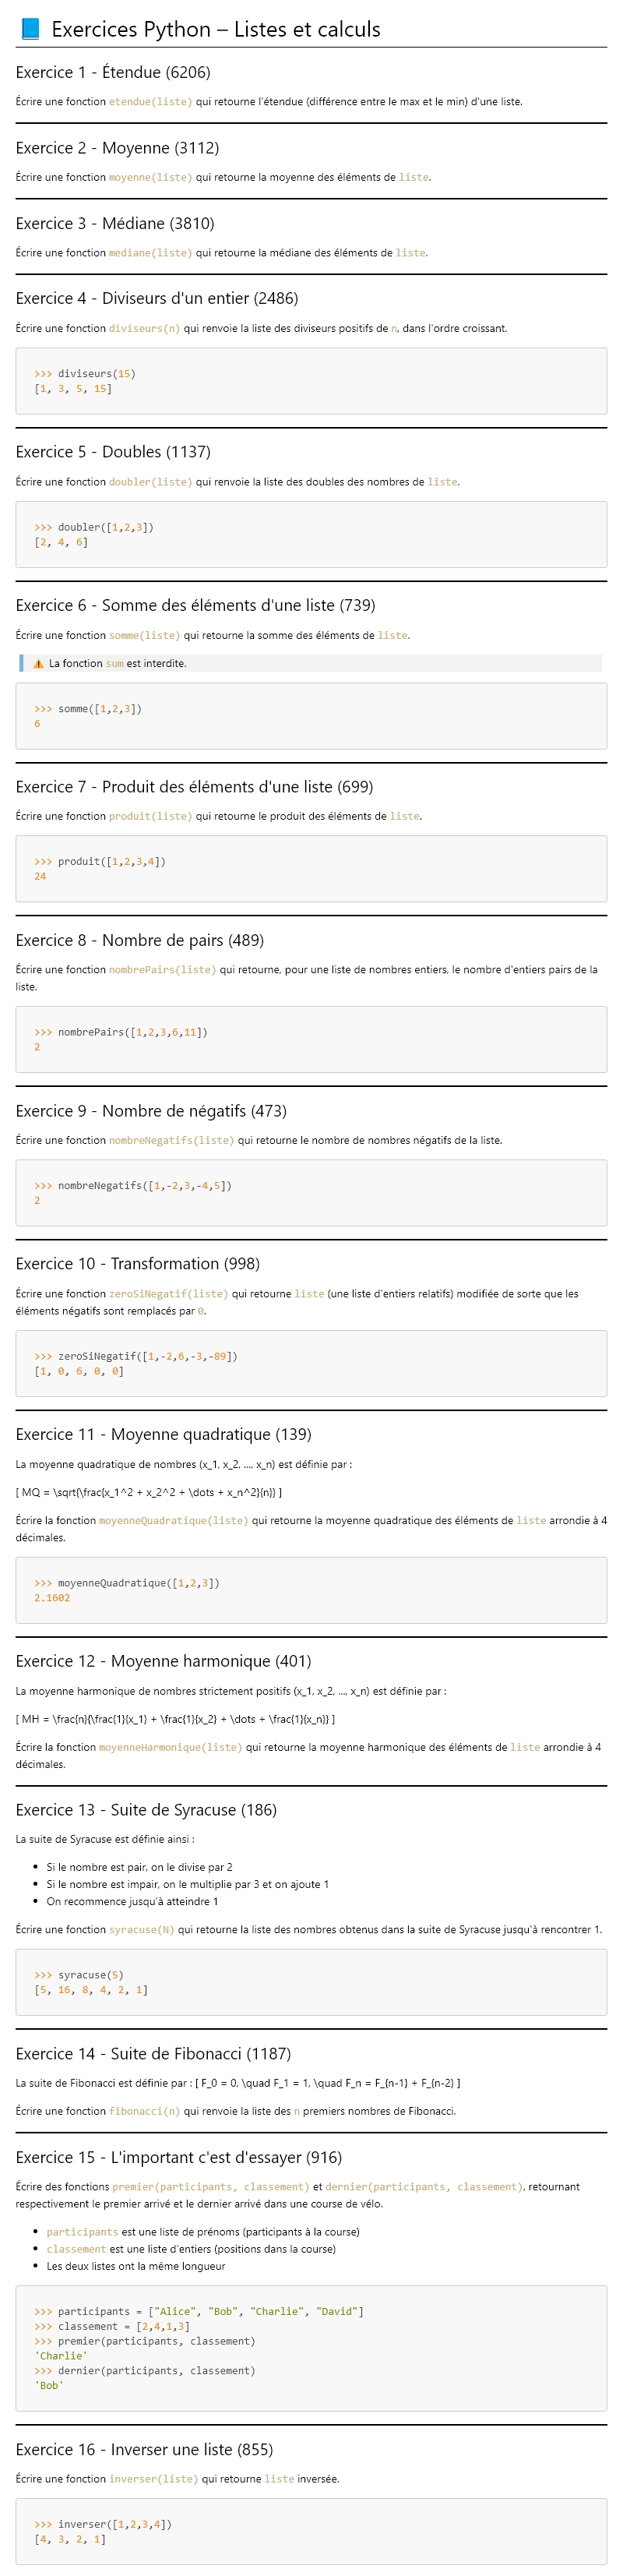 📘 Exercices Python – Listes et calculs
Exercice 1 - Étendue (6206)
Écrire une fonction etendue(liste) qui retourne l'étendue (différence entre le max et le min) d'une liste.
Exercice 2 - Moyenne (3112)
Écrire une fonction moyenne(liste) qui retourne la moyenne des éléments de liste.
Exercice 3 - Médiane (3810)
Écrire une fonction mediane(liste) qui retourne la médiane des éléments de liste.
Exercice 4 - Diviseurs d'un entier (2486)
Écrire une fonction diviseurs(n) qui renvoie la liste des diviseurs positifs de n, dans l'ordre croissant.
>>> diviseurs(15)
[1, 3, 5, 15]
Exercice 5 - Doubles (1137)
Écrire une fonction doubler(liste) qui renvoie la liste des doubles des nombres de liste.
>>> doubler([1,2,3])
[2, 4, 6]
Exercice 6 - Somme des éléments d'une liste (739)
Écrire une fonction somme(liste) qui retourne la somme des éléments de liste.
⚠️ La fonction sum est interdite.
>>> somme([1,2,3])
6
Exercice 7 - Produit des éléments d'une liste (699)
Écrire une fonction produit(liste) qui retourne le produit des éléments de liste.
>>> produit([1,2,3,4])
24
Exercice 8 - Nombre de pairs (489)
Écrire une fonction nombrePairs(liste) qui retourne, pour une liste de nombres entiers, le nombre d'entiers pairs de la
liste.
>>> nombrePairs([1,2,3,6,11])
2
Exercice 9 - Nombre de négatifs (473)
Écrire une fonction nombreNegatifs(liste) qui retourne le nombre de nombres négatifs de la liste.
>>> nombreNegatifs([1,-2,3,-4,5])
2
Exercice 10 - Transformation (998)
Écrire une fonction zeroSiNegatif(liste) qui retourne liste (une liste d'entiers relatifs) modifiée de sorte que les
éléments négatifs sont remplacés par 0.
>>> zeroSiNegatif([1,-2,6,-3,-89])
[1, 0, 6, 0, 0]
Exercice 11 - Moyenne quadratique (139)
La moyenne quadratique de nombres (x_1, x_2, ..., x_n) est définie par :
[ MQ = \sqrt{\frac{x_1^2 + x_2^2 + \dots + x_n^2}{n}} ]
Écrire la fonction moyenneQuadratique(liste) qui retourne la moyenne quadratique des éléments de liste arrondie à 4
décimales.
>>> moyenneQuadratique([1,2,3])
2.1602
Exercice 12 - Moyenne harmonique (401)
La moyenne harmonique de nombres strictement positifs (x_1, x_2, ..., x_n) est définie par :
[ MH = \frac{n}{\frac{1}{x_1} + \frac{1}{x_2} + \dots + \frac{1}{x_n}} ]
Écrire la fonction moyenneHarmonique(liste) qui retourne la moyenne harmonique des éléments de liste arrondie à 4
décimales.
Exercice 13 - Suite de Syracuse (186)
La suite de Syracuse est définie ainsi :
• Si le nombre est pair, on le divise par 2
• Si le nombre est impair, on le multiplie par 3 et on ajoute 1
• On recommence jusqu'à atteindre 1
Écrire une fonction syracuse(N) qui retourne la liste des nombres obtenus dans la suite de Syracuse jusqu'à rencontrer 1.
>>> syracuse(5)
[5, 16, 8, 4, 2, 1]
Exercice 14 - Suite de Fibonacci (1187)
La suite de Fibonacci est définie par : [ F_0 = 0, \quad F_1 = 1, \quad F_n = F_{n-1} + F_{n-2} ]
Écrire une fonction fibonacci(n) qui renvoie la liste des n premiers nombres de Fibonacci.
Exercice 15 - L'important c'est d'essayer (916)
Écrire des fonctions premier(participants, classement) et dernier(participants, classement), retournant
respectivement le premier arrivé et le dernier arrivé dans une course de vélo.
• participants est une liste de prénoms (participants à la course)
• classement est une liste d'entiers (positions dans la course)
• Les deux listes ont la même longueur
>>> participants = ["Alice", "Bob", "Charlie", "David"]
>>> classement = [2,4,1,3]
>>> premier(participants, classement)
'Charlie'
>>> dernier(participants, classement)
'Bob'
Exercice 16 - Inverser une liste (855)
Écrire une fonction inverser(liste) qui retourne liste inversée.
>>> inverser([1,2,3,4])
[4, 3, 2, 1]